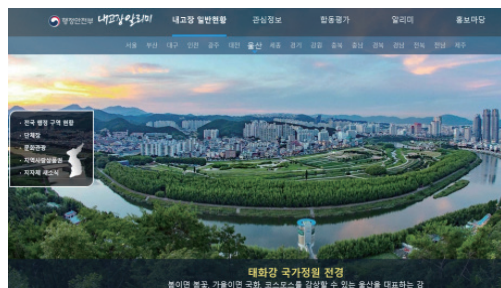 행정안전부 내고장알리미 내고장 일반현황 관심정보 합동평가 알리미 홍보마당
서울 부산 대구 인천 광주 대전 울산 세종 경기 강원 충북 충남 경북 경남 전북 전남 제주
· 전국 행정 구역 현황
· 단체장
· 문화관광
· 지역사랑상품권
· 지자체 새소식
태화강 국가정원 전경
봄이면 봄꽃, 가을이면 국화, 코스모스를 감상할 수 있는 울산을 대표하는 강